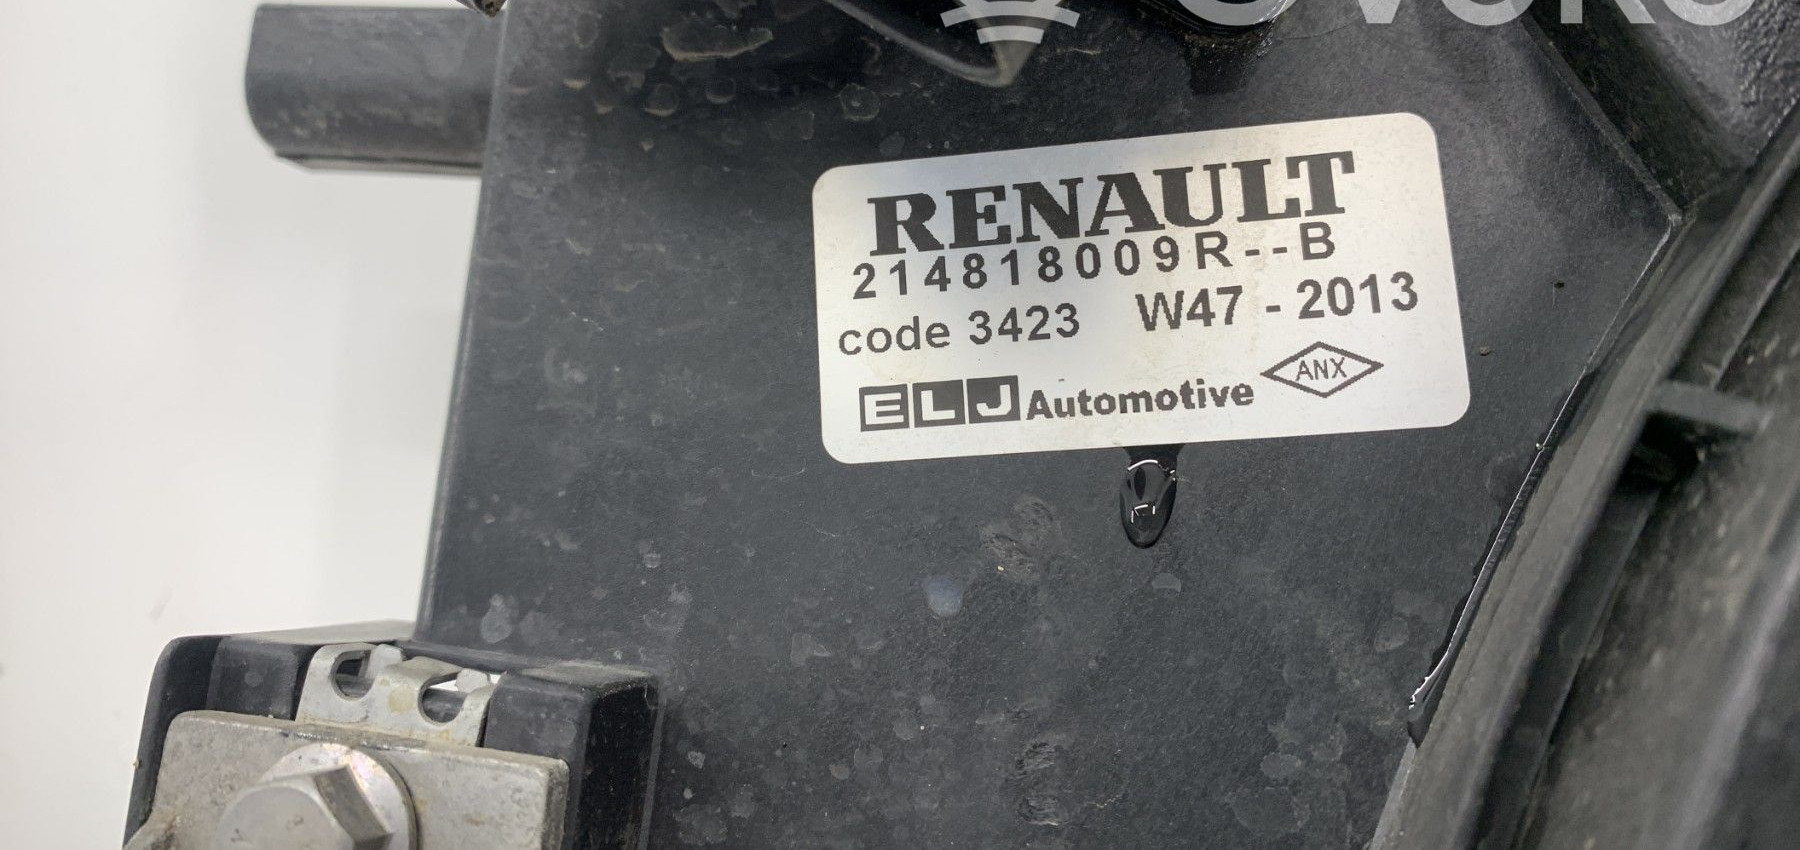 RENAULT
214818009R--B
code 3423 W47 - 2013
ELJ Automotive ANX